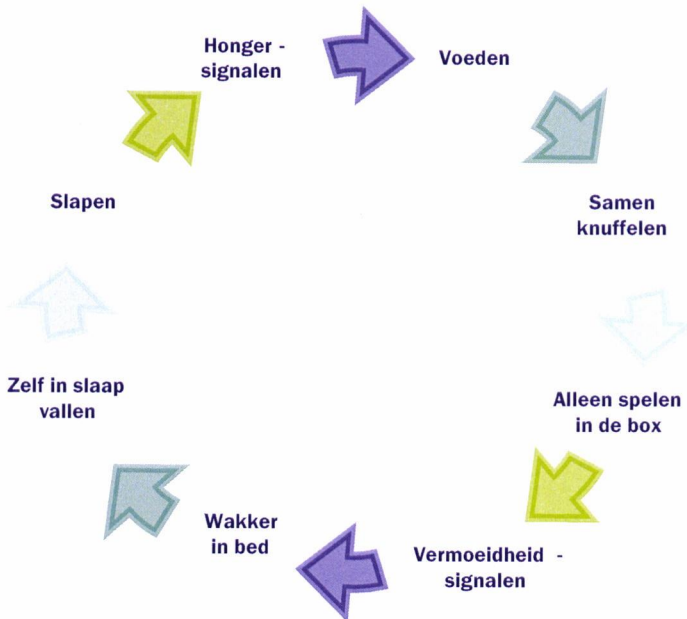 Honger -
signalen
Voeden
Samen
knuffelen
Alleen spelen
in de box
Vermoeidheid -
signalen
Wakker
in bed
Zelf in slaap
vallen
Slapen